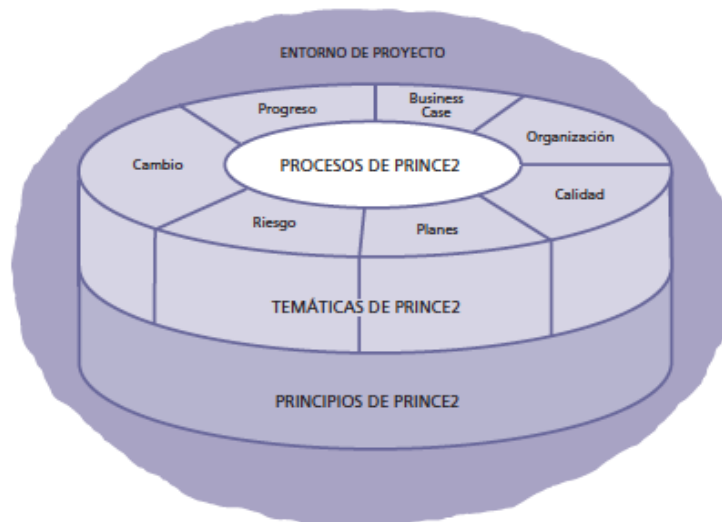 ENTORNO DE PROYECTO
Progreso
Business
Case
Organización
Cambio
PROCESOS DE PRINCE2
Calidad
Riesgo
Planes
TEMÁTICAS DE PRINCE2
PRINCIPIOS DE PRINCE2